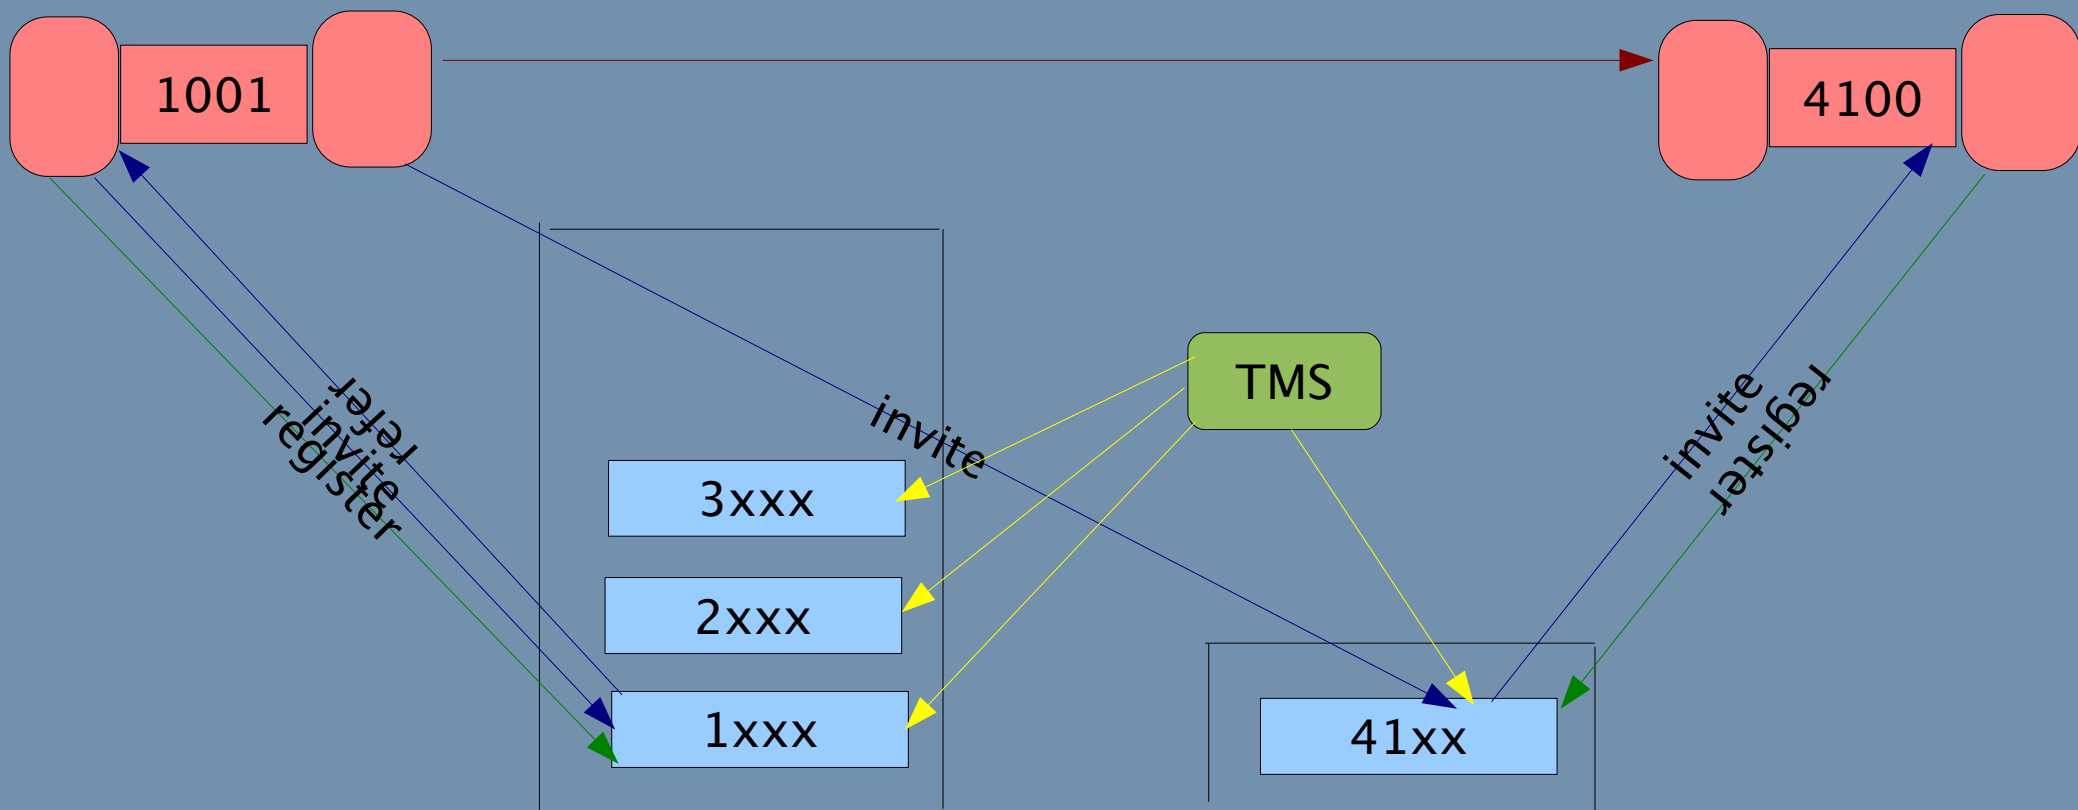 1001
4100
TMS
refer
invite
register
invite
invite
register
3xxx
2xxx
1xxx
41xx